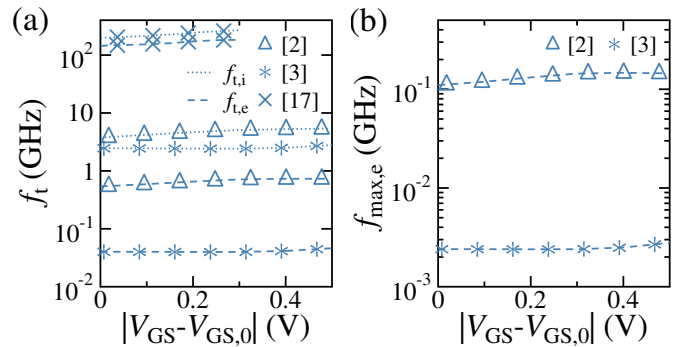 (a)
(b)
10²
10
1
10⁻¹
10⁻²
f_t (GHz)
[2]
f_t,i [3]
f_t,e [17]
0 0.2 0.4
|V_GS-V_GS,0| (V)
[2] [3]
10⁻¹
10⁻²
10⁻³
f_max,e (GHz)
0 0.2 0.4
|V_GS-V_GS,0| (V)